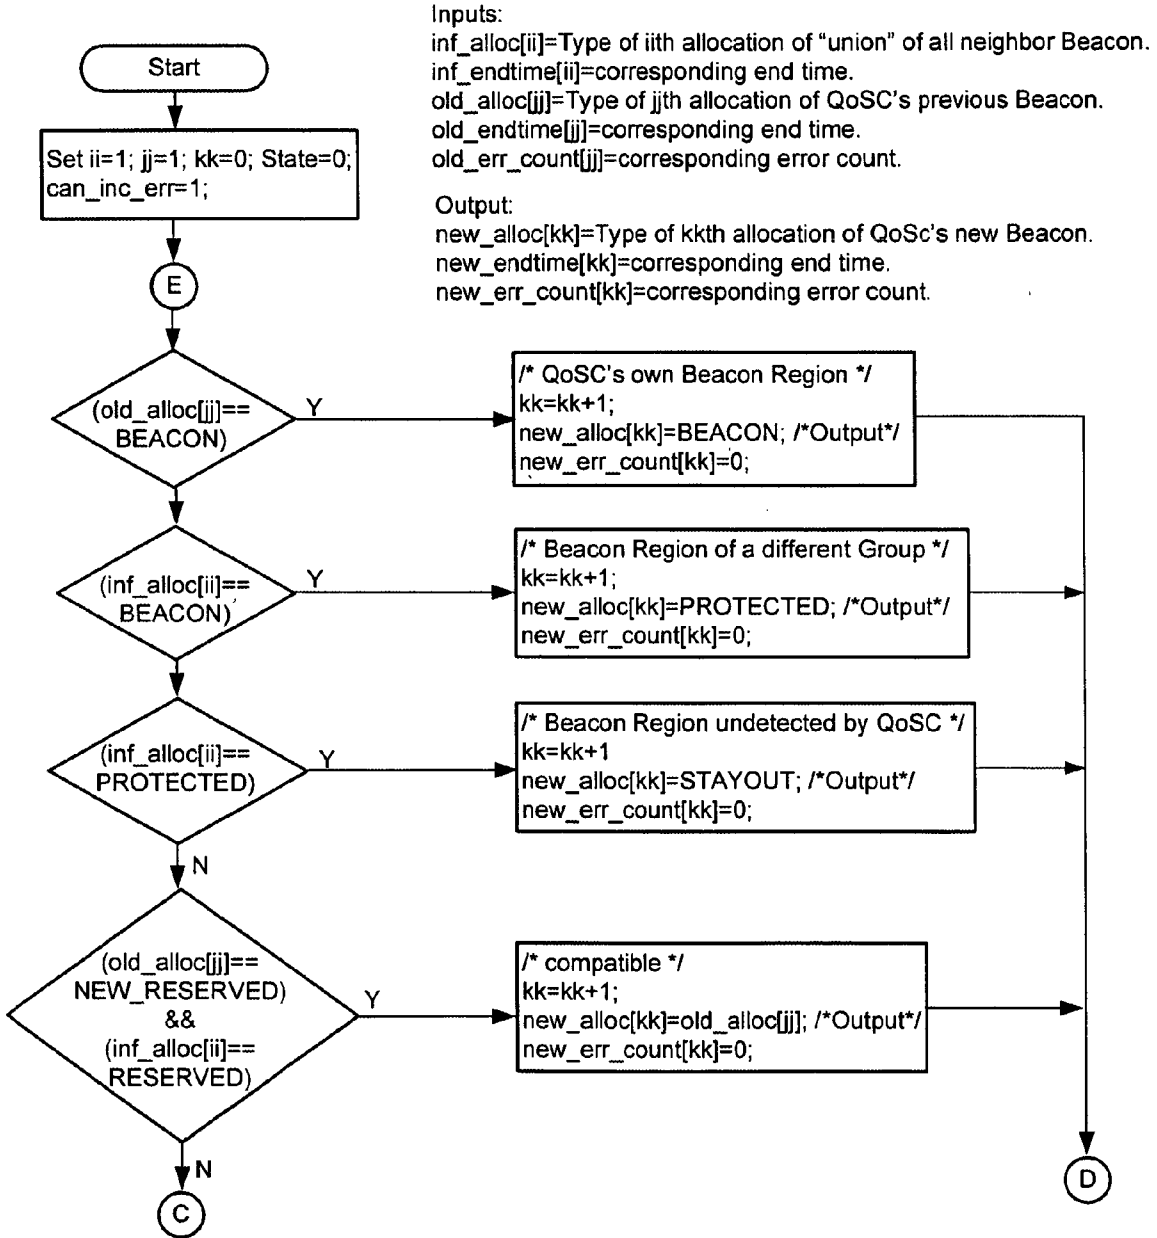 Inputs:
inf_alloc[ii]=Type of iith allocation of "union" of all neighbor Beacon.
inf_endtime[ii]=corresponding end time.
old_alloc[jj]=Type of jjth allocation of QoSC's previous Beacon.
old_endtime[jj]=corresponding end time.
old_err_count[jj]=corresponding error count.
Output:
new_alloc[kk]=Type of kkth allocation of QoSc's new Beacon.
new_endtime[kk]=corresponding end time.
new_err_count[kk]=corresponding error count.
Start
Set ii=1; jj=1; kk=0; State=0;
can_inc_err=1;
E
(old_alloc[jj]==
BEACON)
Y
/* QoSC's own Beacon Region */
kk=kk+1;
new_alloc[kk]=BEACON; /*Output*/
new_err_count[kk]=0;
(inf_alloc[ii]==
BEACON)
Y
/* Beacon Region of a different Group */
kk=kk+1;
new_alloc[kk]=PROTECTED; /*Output*/
new_err_count[kk]=0;
(inf_alloc[ii]==
PROTECTED)
Y
/* Beacon Region undetected by QoSC */
kk=kk+1
new_alloc[kk]=STAYOUT; /*Output*/
new_err_count[kk]=0;
N
(old_alloc[jj]==
NEW_RESERVED)
&&
(inf_alloc[ii]==
RESERVED)
Y
/* compatible */
kk=kk+1;
new_alloc[kk]=old_alloc[jj]; /*Output*/
new_err_count[kk]=0;
N
C
D